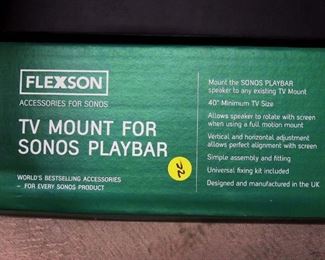 FLEXSON
ACCESSORIES FOR SONOS
TV MOUNT FOR
SONOS PLAYBAR
WORLD'S BESTSELLING ACCESSORIES
– FOR EVERY SONOS PRODUCT
72
Mount the SONOS PLAYBAR
speaker to any existing TV Mount
40" Minimum TV Size
Allows speaker to rotate with screen
when using a full motion mount
Vertical and horizontal adjustment
allows perfect alignment with screen
Simple assembly and fitting
Universal fixing kit included
Designed and manufactured in the UK